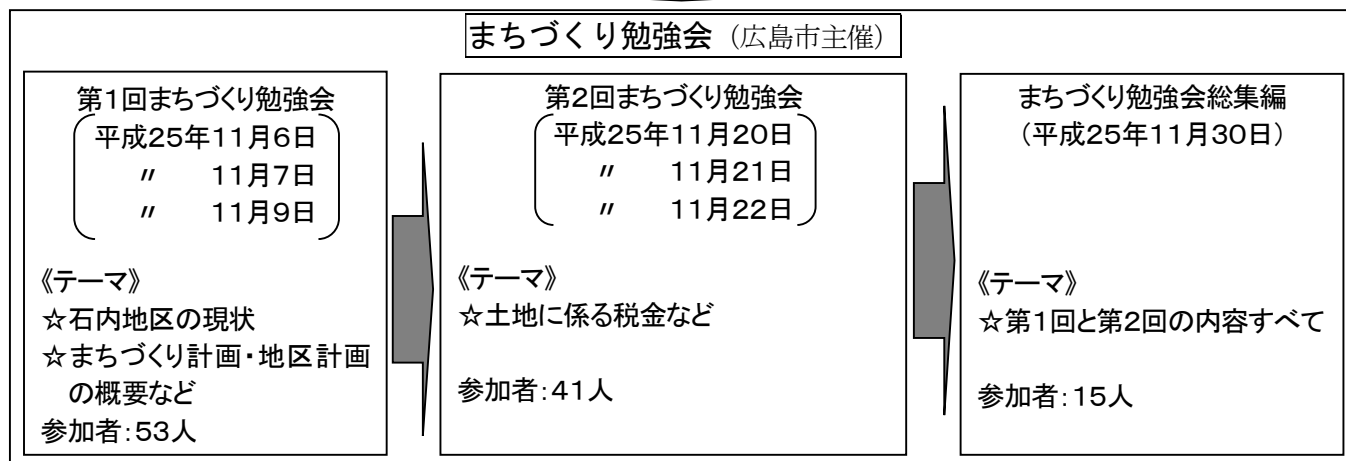 まちづくり勉強会（広島市主催）
第１回まちづくり勉強会
平成２５年１１月６日
〃　　１１月７日
〃　　１１月９日
《テーマ》
☆石内地区の現状
☆まちづくり計画・地区計画
の概要など
参加者：５３人
第２回まちづくり勉強会
平成２５年１１月２０日
〃　　１１月２１日
〃　　１１月２２日
《テーマ》
☆土地に係る税金など
参加者：４１人
まちづくり勉強会総集編
（平成２５年１１月３０日）
《テーマ》
☆第１回と第２回の内容すべて
参加者：１５人